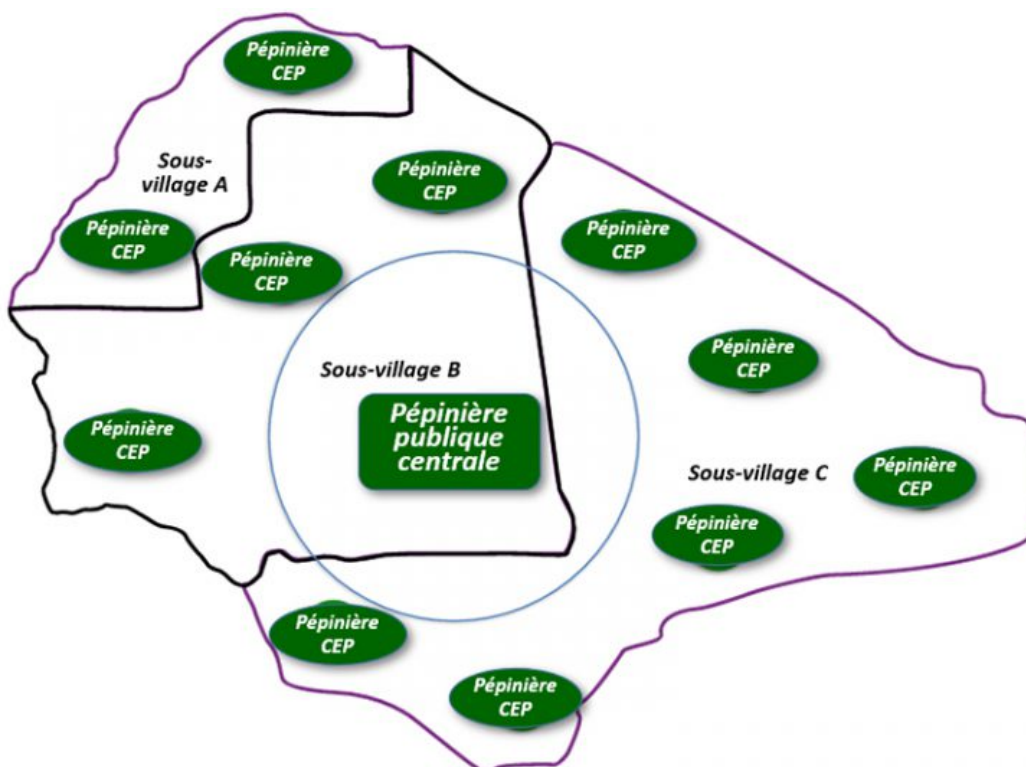 Pépinière
CEP
Sous-
village A
Pépinière
CEP
Pépinière
CEP
Pépinière
CEP
Pépinière
CEP
Sous-village B
Pépinière
CEP
Pépinière
publique
centrale
Pépinière
CEP
Sous-village C
Pépinière
CEP
Pépinière
CEP
Pépinière
CEP
Pépinière
CEP